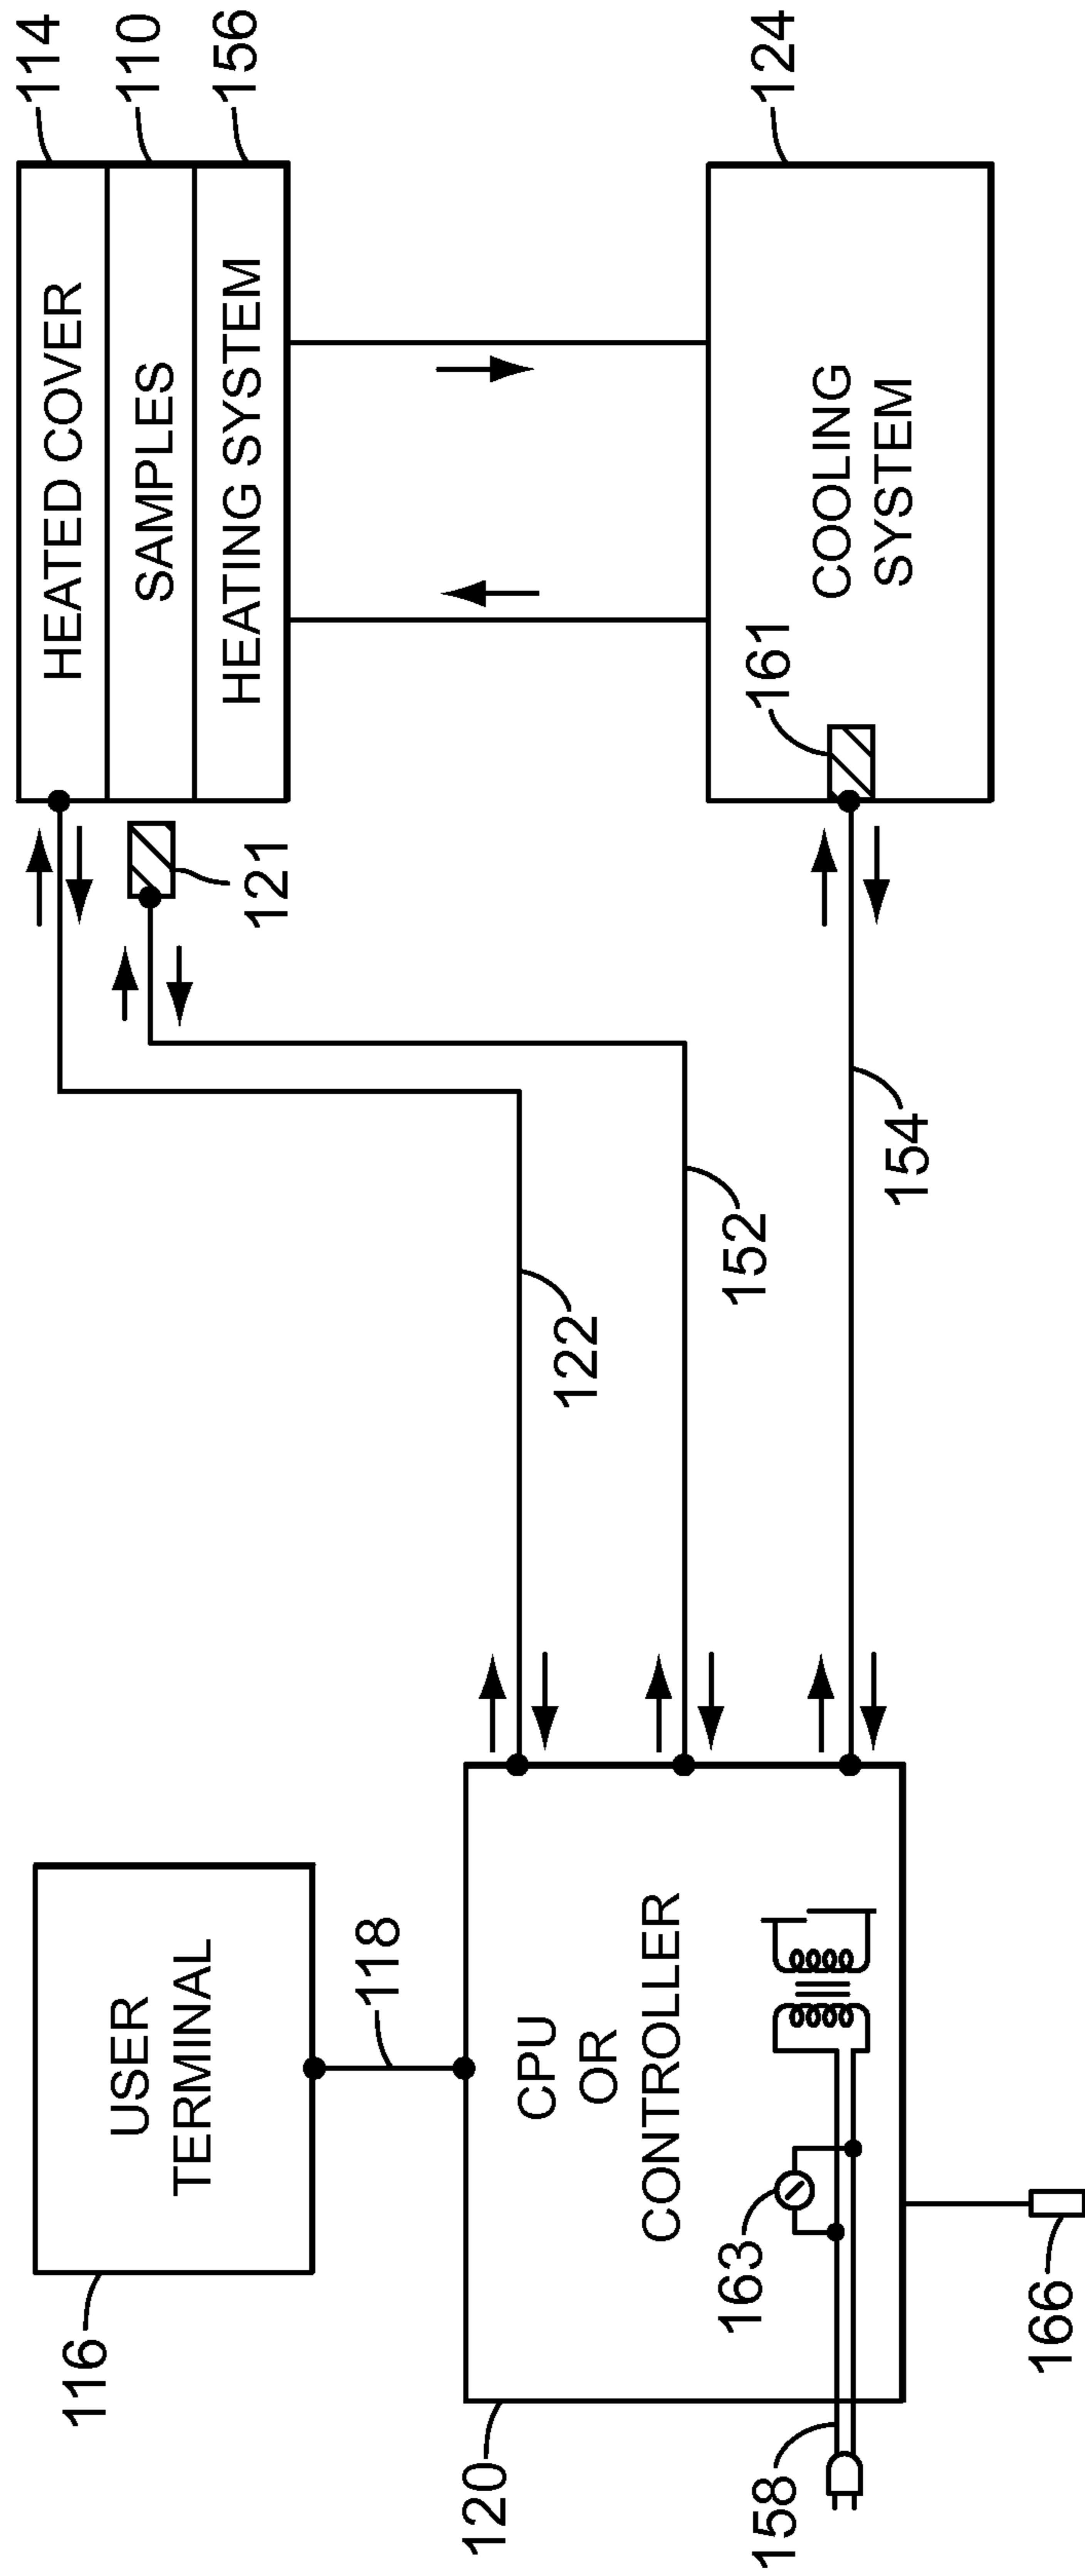 114
110
156
HEATED COVER
SAMPLES
HEATING SYSTEM
121
124
COOLING
SYSTEM
161
122
152
154
USER
TERMINAL
116
118
CPU
OR
CONTROLLER
120
163
158
166